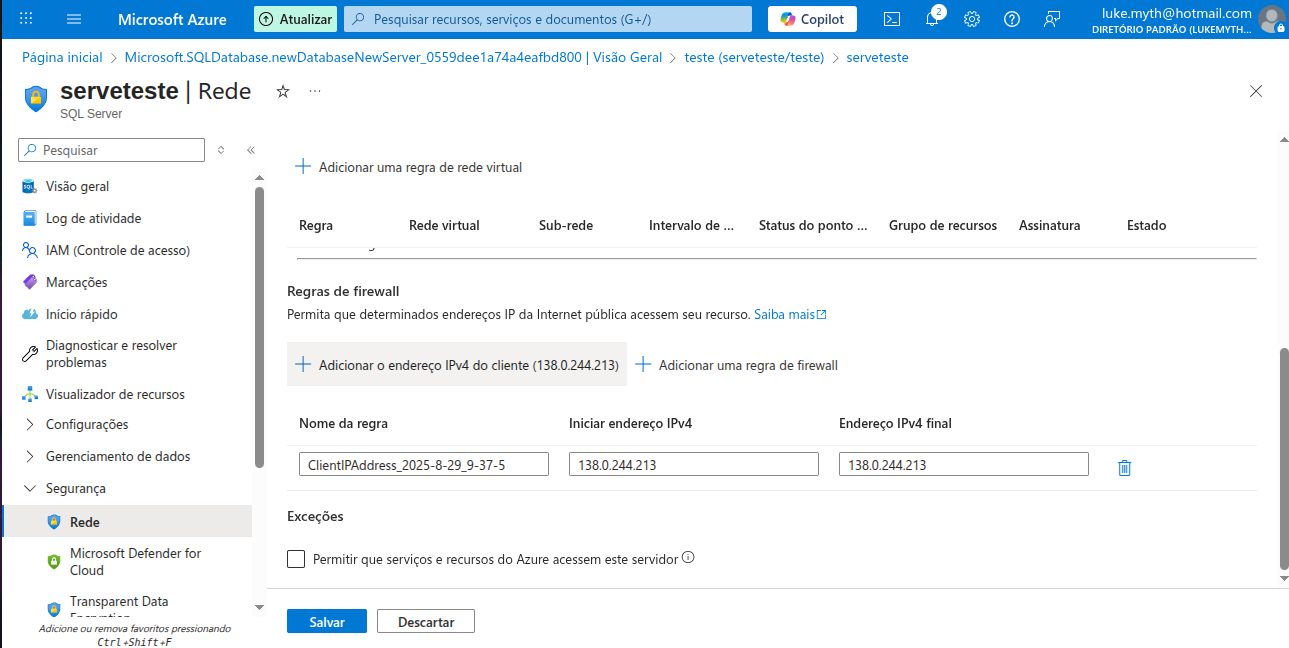 Microsoft Azure
Atualizar
Pesquisar recursos, serviços e documentos (G+/)
Copilot
2
luke.myth@hotmail.com
DIRETÓRIO PADRÃO (LUKEMYTH...
Página inicial > Microsoft.SQLDatabase.newDatabaseNewServer_0559dee1a74a4eafbd800 | Visão Geral > teste (serveteste/teste) > serveteste
serveteste | Rede
SQL Server
Pesquisar
Visão geral
Log de atividade
IAM (Controle de acesso)
Marcações
Início rápido
Diagnosticar e resolver
problemas
Visualizador de recursos
Configurações
Gerenciamento de dados
Segurança
Rede
Microsoft Defender for
Cloud
Transparent Data
Encryption
Adicione ou remova favoritos pressionando
Ctrl+Shift+F
Adicionar uma regra de rede virtual
Regra Rede virtual Sub-rede Intervalo de ... Status do ponto ... Grupo de recursos Assinatura Estado
Regras de firewall
Permita que determinados endereços IP da Internet pública acessem seu recurso. Saiba mais
Adicionar o endereço IPv4 do cliente (138.0.244.213) Adicionar uma regra de firewall
Nome da regra Iniciar endereço IPv4 Endereço IPv4 final
ClientIPAddress_2025-8-29_9-37-5 138.0.244.213 138.0.244.213
Exceções
Permitir que serviços e recursos do Azure acessem este servidor
Salvar Descartar